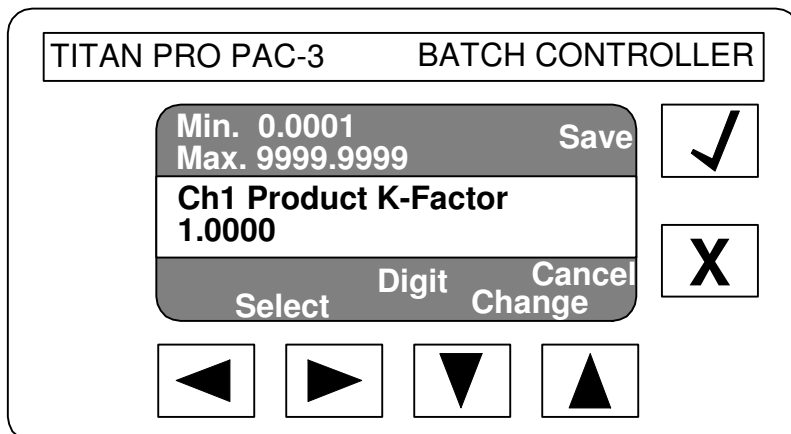 TITAN PRO PAC-3 BATCH CONTROLLER
Min. 0.0001
Save
Max. 9999.9999
Ch1 Product K-Factor
1.0000
Digit Cancel
Select Change
X